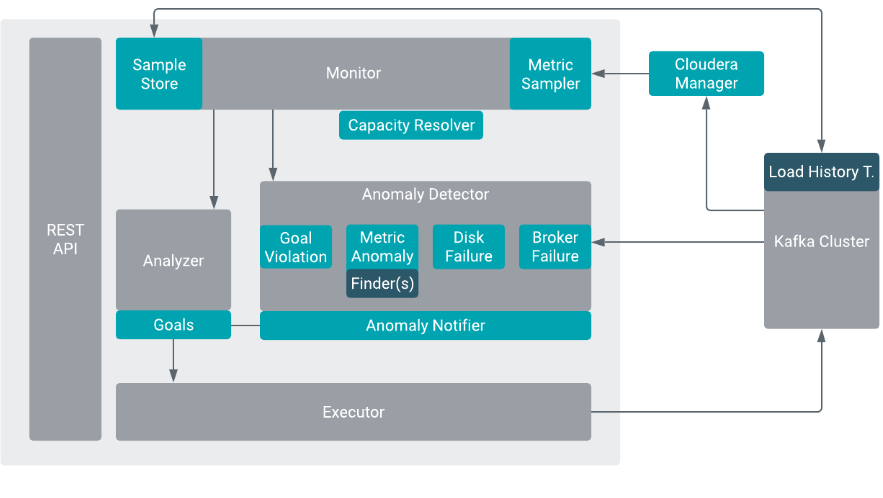 Sample
Store
Monitor
Metric
Sampler
Cloudera
Manager
Capacity Resolver
Load History T.
Kafka Cluster
REST
API
Analyzer
Anomaly Detector
Goal
Violation
Metric
Anomaly
Finder(s)
Disk
Failure
Broker
Failure
Goals
Anomaly Notifier
Executor